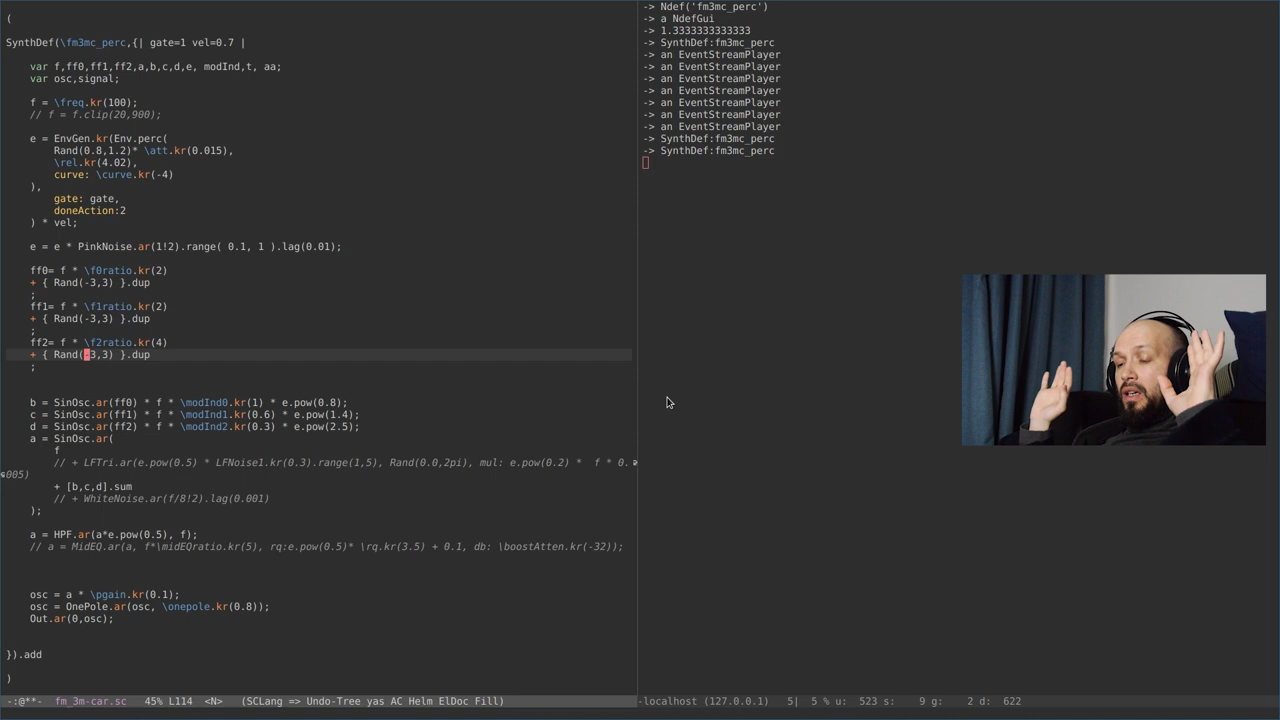 (
SynthDef(\fm3mc_perc,{| gate=1 vel=0.7 |
var f,ff0,ff1,ff2,a,b,c,d,e, modInd,t, aa;
var osc,signal;
f = \freq.kr(100);
// f = f.clip(20,900);
e = EnvGen.kr(Env.perc(
Rand(0.8,1.2)* \att.kr(0.015),
\rel.kr(4.02),
curve: \curve.kr(-4)
),
gate: gate,
doneAction:2
) * vel;
e = e * PinkNoise.ar(1!2).range( 0.1, 1 ).lag(0.01);
ff0= f * \f0ratio.kr(2)
+ { Rand(-3,3) }.dup
;
ff1= f * \f1ratio.kr(2)
+ { Rand(-3,3) }.dup
;
ff2= f * \f2ratio.kr(4)
+ { Rand(-3,3) }.dup
;
b = SinOsc.ar(ff0) * f * \modInd0.kr(1) * e.pow(0.8);
c = SinOsc.ar(ff1) * f * \modInd1.kr(0.6) * e.pow(1.4);
d = SinOsc.ar(ff2) * f * \modInd2.kr(0.3) * e.pow(2.5);
a = SinOsc.ar(
f
// + LFTri.ar(e.pow(0.5) * LFNoise1.kr(0.3).range(1,5), Rand(0.0,2pi), mul: e.pow(0.2) *  f * 0.
005)
+ [b,c,d].sum
// + WhiteNoise.ar(f/8!2).lag(0.001)
);
a = HPF.ar(a*e.pow(0.5), f);
// a = MidEQ.ar(a, f*\midEQratio.kr(5), rq:e.pow(0.5)* \rq.kr(3.5) + 0.1, db: \boostAtten.kr(-32));
osc = a * \pgain.kr(0.1);
osc = OnePole.ar(osc, \onepole.kr(0.8));
Out.ar(0,osc);
}).add
)
-:@**-  fm_3m-car.sc   45% L114  <N>  (SCLang => Undo-Tree yas AC Helm ElDoc Fill)
-> Ndef('fm3mc_perc')
-> a NdefGui
-> 1.3333333333333
-> SynthDef:fm3mc_perc
-> an EventStreamPlayer
-> an EventStreamPlayer
-> an EventStreamPlayer
-> an EventStreamPlayer
-> an EventStreamPlayer
-> an EventStreamPlayer
-> an EventStreamPlayer
-> SynthDef:fm3mc_perc
-> SynthDef:fm3mc_perc
-localhost (127.0.0.1)   5|  5 % u:  523 s:    9 g:    2 d:  622